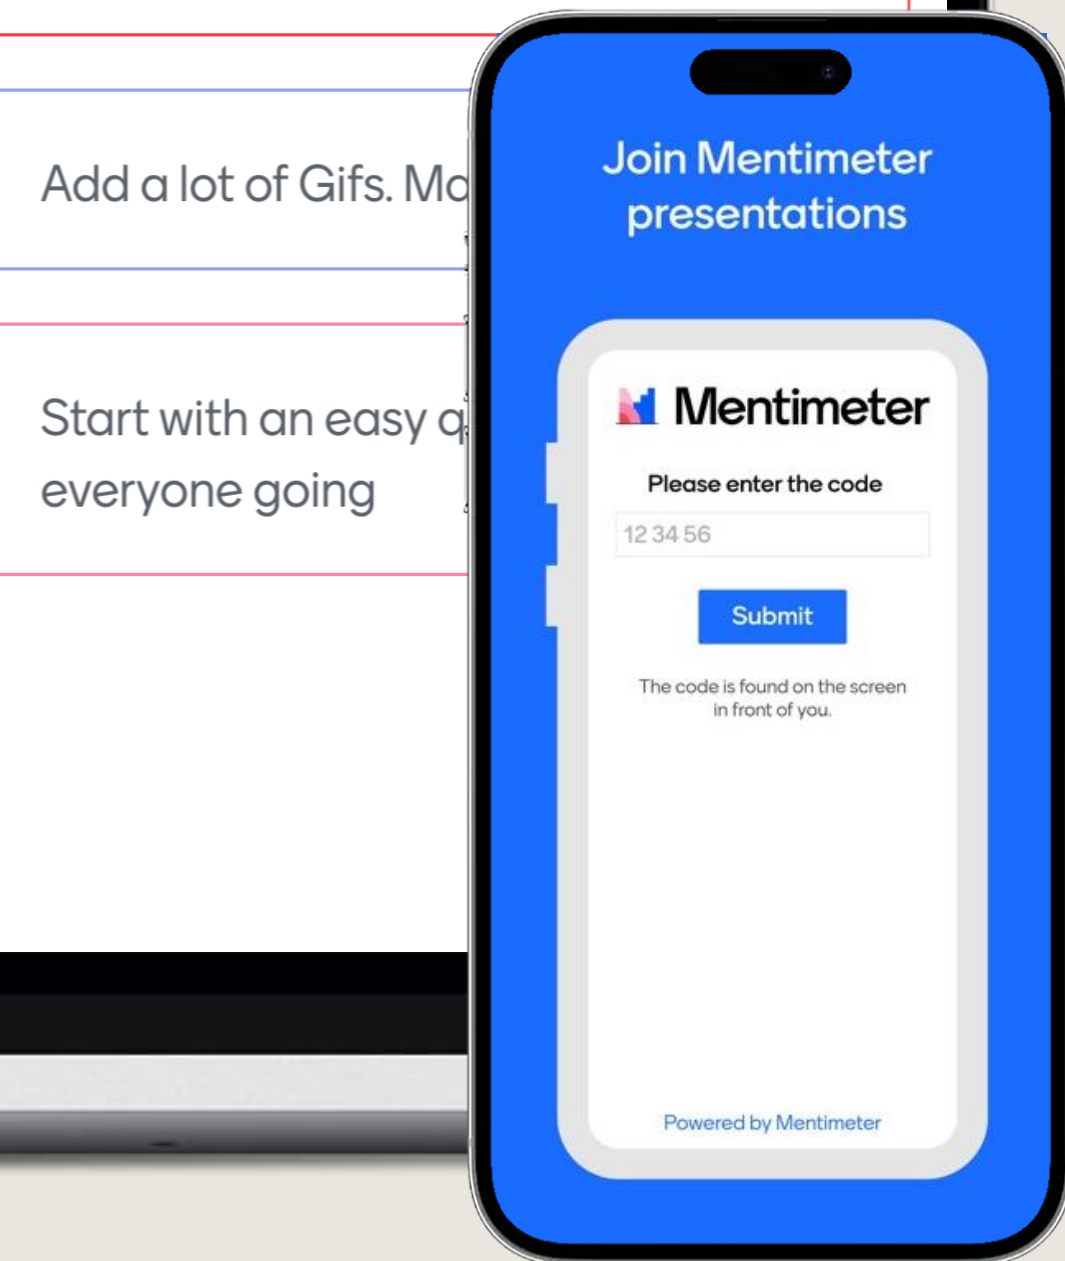 Add a lot of Gifs.
Start with an easy
everyone going
Join Mentimeter
presentations
Mentimeter
Please enter the code
12 34 56
Submit
The code is found on the screen
in front of you.
Powered by Mentimeter